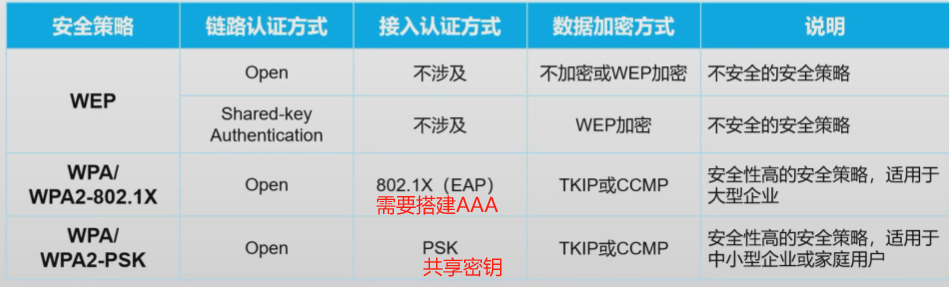 安全策略 链路认证方式 接入认证方式 数据加密方式 说明
WEP
Open 不涉及 不加密或WEP加密 不安全的安全策略
Shared-key
Authentication
不涉及 WEP加密 不安全的安全策略
WPA/
WPA2-802.1X
Open 802.1X（EAP） TKIP或CCMP
需要搭建AAA
安全性高的安全策略，适用于
大型企业
WPA/
WPA2-PSK
Open PSK TKIP或CCMP
共享密钥
安全性高的安全策略，适用于
中小型企业或家庭用户